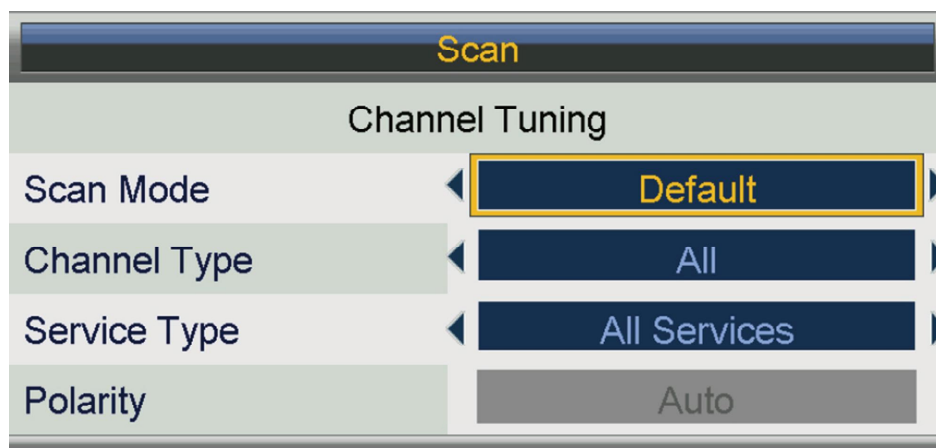 Scan
Channel Tuning
Scan Mode Default
Channel Type All
Service Type All Services
Polarity Auto